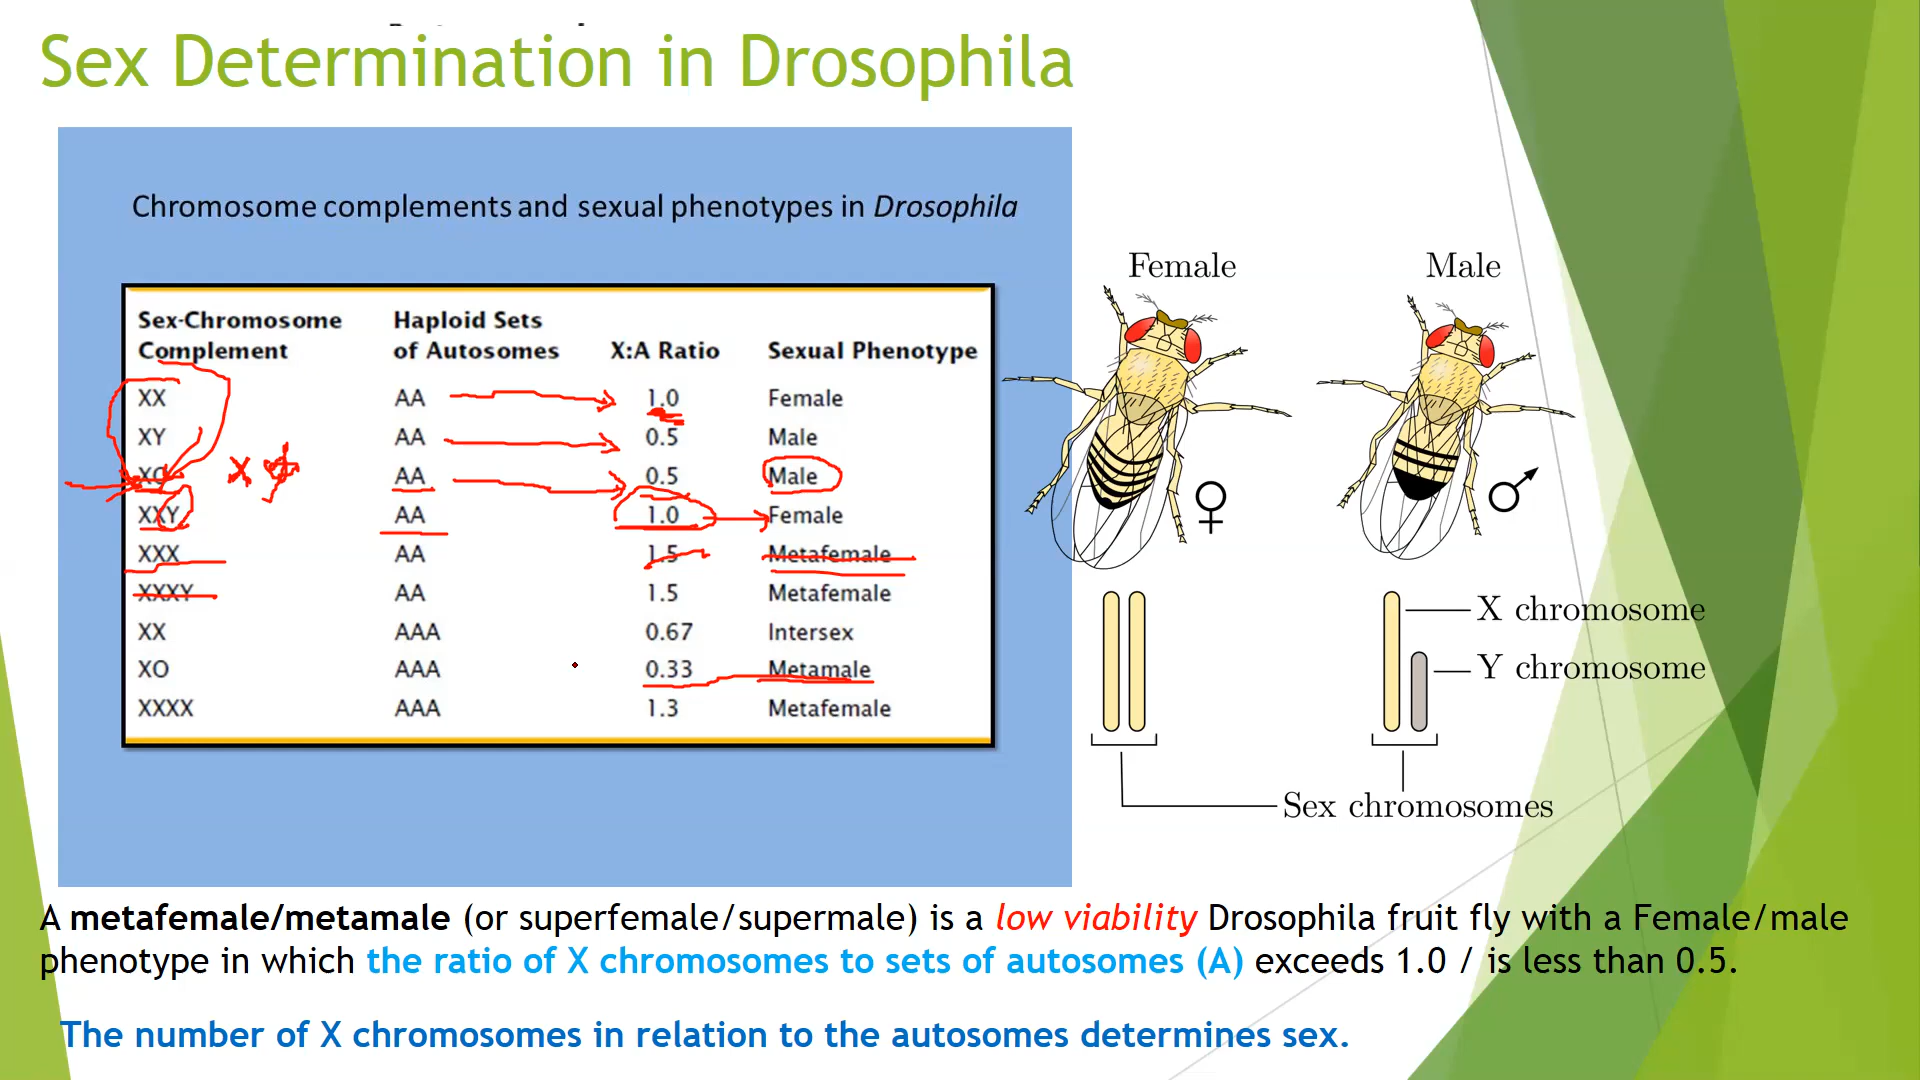 Sex Determination in Drosophila
Chromosome complements and sexual phenotypes in Drosophila
Sex-Chromosome Complement Haploid Sets of Autosomes X:A Ratio Sexual Phenotype
XX AA 1.0 Female
XY AA 0.5 Male
XO AA 0.5 Male
X
XXY AA 1.0 Female
XXX AA 1.5 Metafemale
XXXY AA 1.5 Metafemale
XX AAA 0.67 Intersex
XO AAA 0.33 Metamale
XXXX AAA 1.3 Metafemale
Female
Male
♀
♂
X chromosome
Y chromosome
Sex chromosomes
A metafemale/metamale (or superfemale/supermale) is a low viability Drosophila fruit fly with a Female/male
phenotype in which the ratio of X chromosomes to sets of autosomes (A) exceeds 1.0 / is less than 0.5.
The number of X chromosomes in relation to the autosomes determines sex.